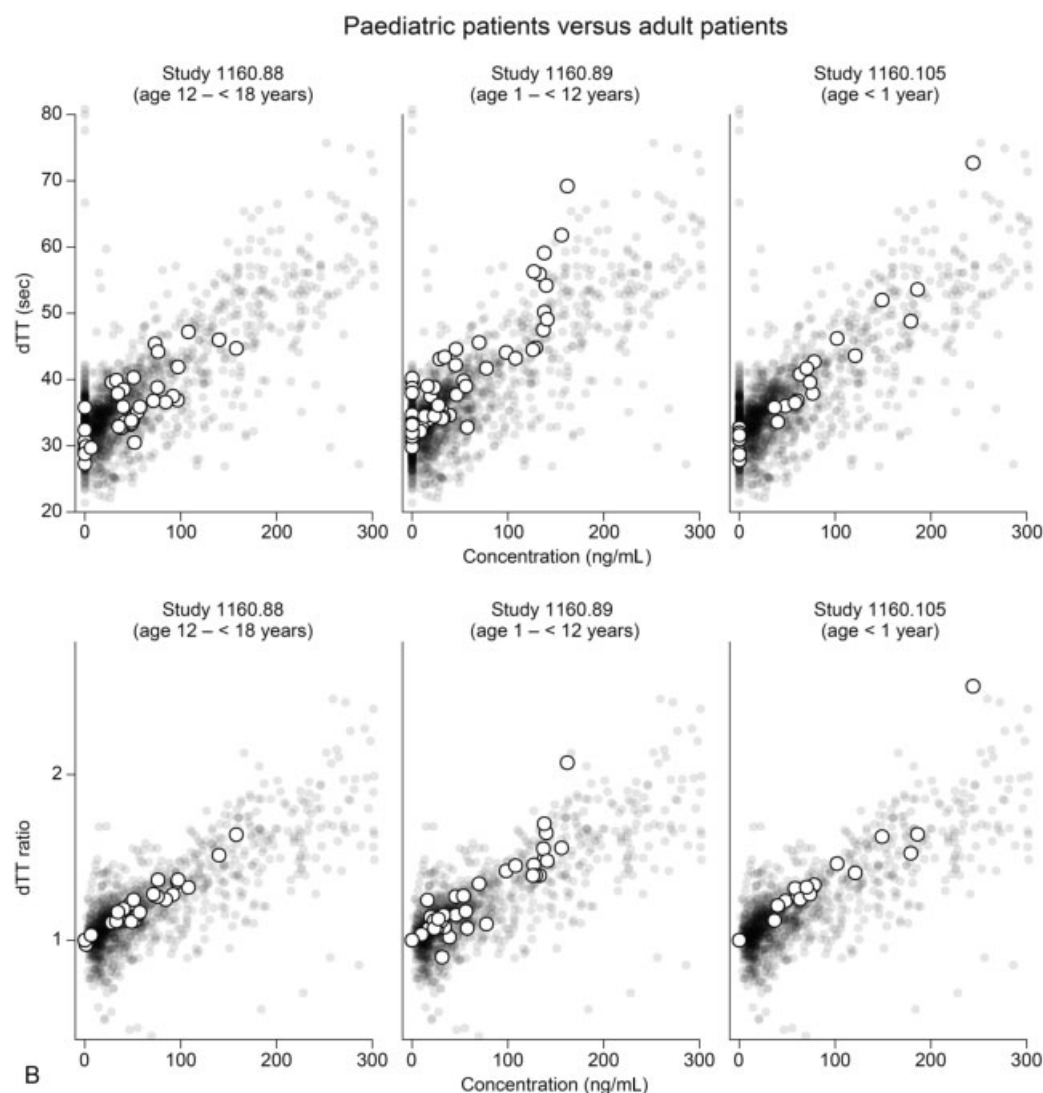 Paediatric patients versus adult patients
Study 1160.88
(age 12 – < 18 years)
Study 1160.89
(age 1 – < 12 years)
Study 1160.105
(age < 1 year)
dTT (sec)
80
70
60
50
40
30
20
0 100 200 300
0 100 200 300
0 100 200 300
Concentration (ng/mL)
Study 1160.88
(age 12 – < 18 years)
Study 1160.89
(age 1 – < 12 years)
Study 1160.105
(age < 1 year)
dTT ratio
2
1
0 100 200 300
0 100 200 300
0 100 200 300
Concentration (ng/mL)
B